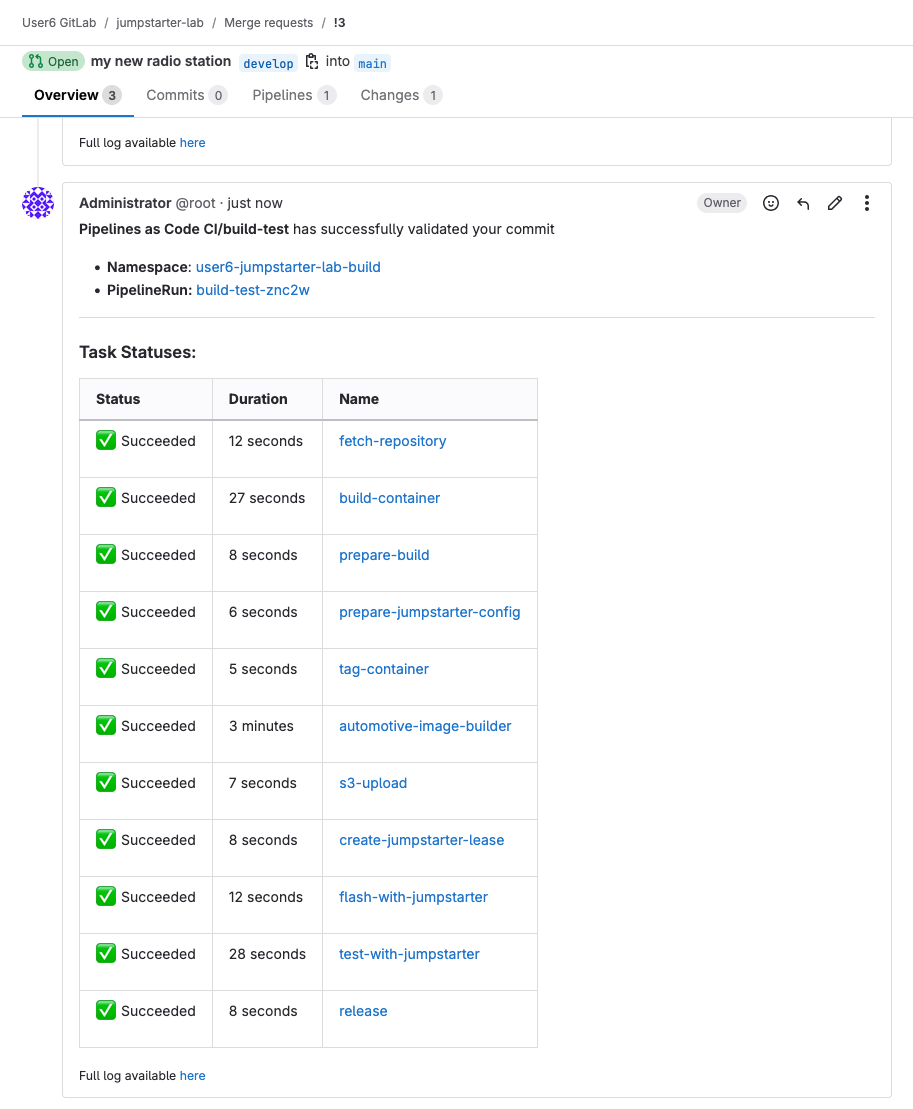 User6 GitLab / jumpstarter-lab / Merge requests / !3
Open my new radio station develop into main
Overview 3 Commits 0 Pipelines 1 Changes 1
Full log available here
Administrator @root · just now Owner
Pipelines as Code CI/build-test has successfully validated your commit
• Namespace: user6-jumpstarter-lab-build
• PipelineRun: build-test-znc2w
Task Statuses:
Status Duration Name
✅ Succeeded 12 seconds fetch-repository
✅ Succeeded 27 seconds build-container
✅ Succeeded 8 seconds prepare-build
✅ Succeeded 6 seconds prepare-jumpstarter-config
✅ Succeeded 5 seconds tag-container
✅ Succeeded 3 minutes automotive-image-builder
✅ Succeeded 7 seconds s3-upload
✅ Succeeded 8 seconds create-jumpstarter-lease
✅ Succeeded 12 seconds flash-with-jumpstarter
✅ Succeeded 28 seconds test-with-jumpstarter
✅ Succeeded 8 seconds release
Full log available here